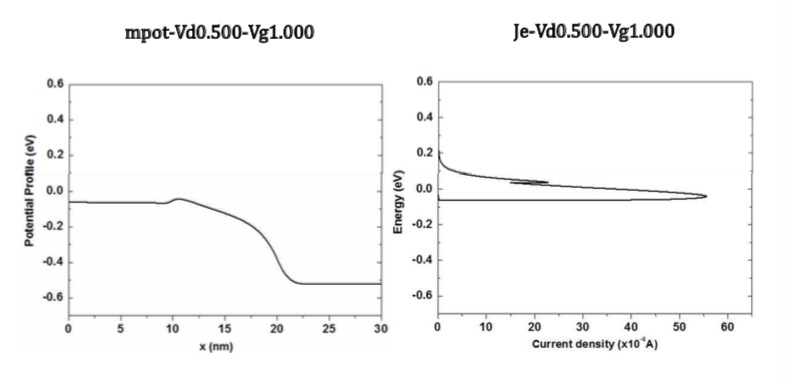 mpot-Vd0.500-Vg1.000
Je-Vd0.500-Vg1.000
Potential Profile (eV)
0.6
0.4
0.2
0.0
-0.2
-0.4
-0.6
0 5 10 15 20 25 30
x (nm)
Energy (eV)
0.6
0.4
0.2
0.0
-0.2
-0.4
-0.6
0 10 20 30 40 50 60
Current density (x10⁻⁶A)